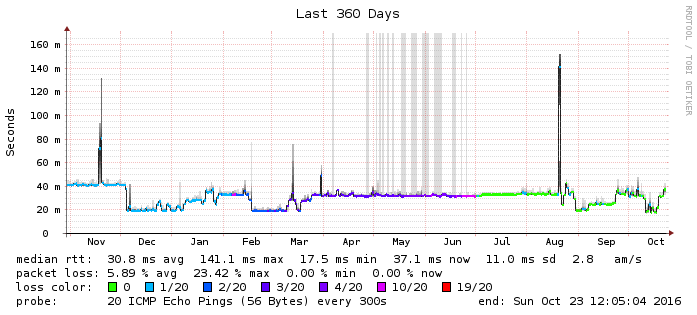 Last 360 Days
RRDTOOL / TOBI OETIKER
Seconds
160 m
140 m
120 m
100 m
80 m
60 m
40 m
20 m
0
Nov Dec Jan Feb Mar Apr May Jun Jul Aug Sep Oct
median rtt: 30.8 ms avg 141.1 ms max 17.5 ms min 37.1 ms now 11.0 ms sd 2.8 am/s
packet loss: 5.89 % avg 23.42 % max 0.00 % min 0.00 % now
loss color: 0 1/20 2/20 3/20 4/20 10/20 19/20
probe: 20 ICMP Echo Pings (56 Bytes) every 300s end: Sun Oct 23 12:05:04 2016